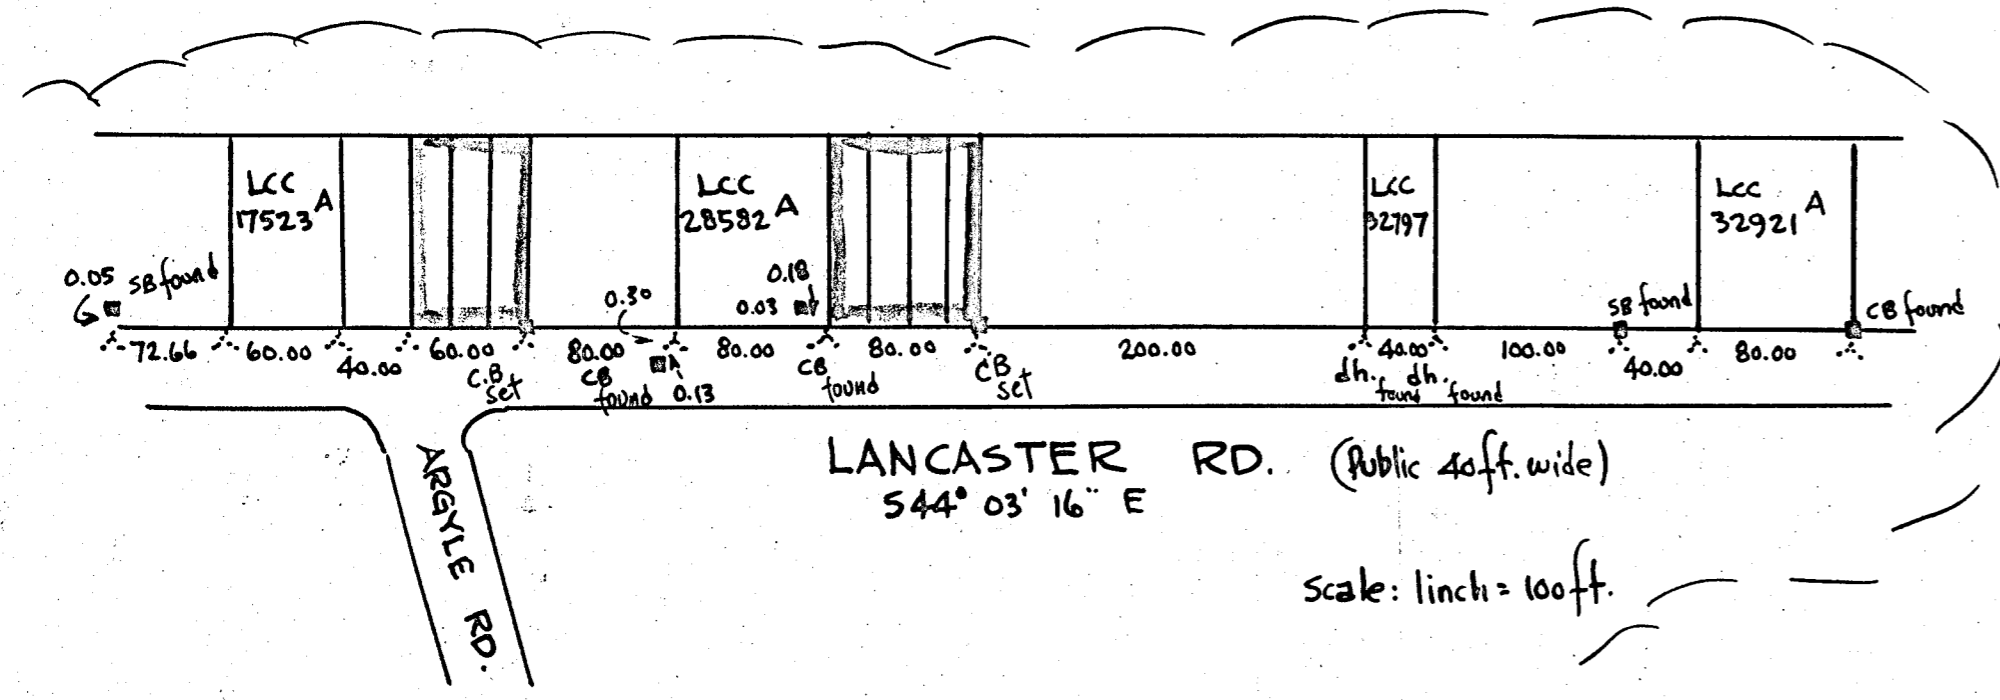 LCC
17523 A
LCC
28582 A
LCC
32797
LCC
32921 A
0.05 SB found
0.30
0.18
0.03
SB found
CB found
72.66
60.00
40.00
60.00
C.B
set
80.00
CB
found
0.13
80.00
CB
found
80.00
CB
set
200.00
40.00
dh.
found
dh.
found
100.00
40.00
80.00
LANCASTER RD. (Public 40ft. wide)
S44° 03' 16" E
ARGYLE RD.
Scale: 1inch = 100ft.